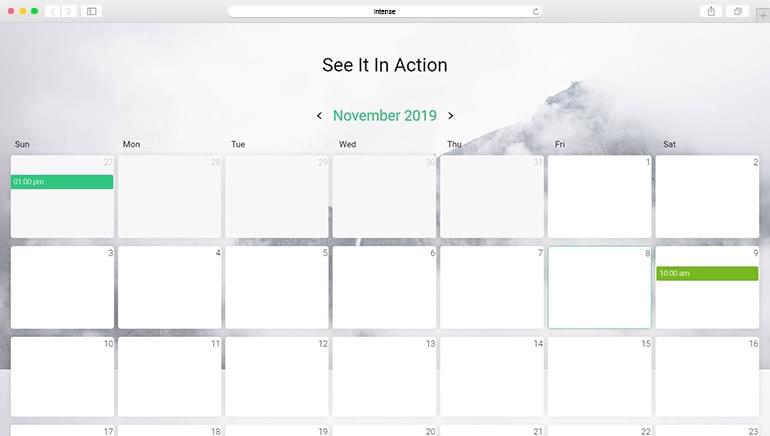 intense
See It In Action
November 2019
Sun Mon Tue Wed Thu Fri Sat
27 28 29 30 31 1 2
01:00 pm
3 4 5 6 7 8 9
10:00 am
10 11 12 13 14 15 16
17 18 19 20 21 22 23